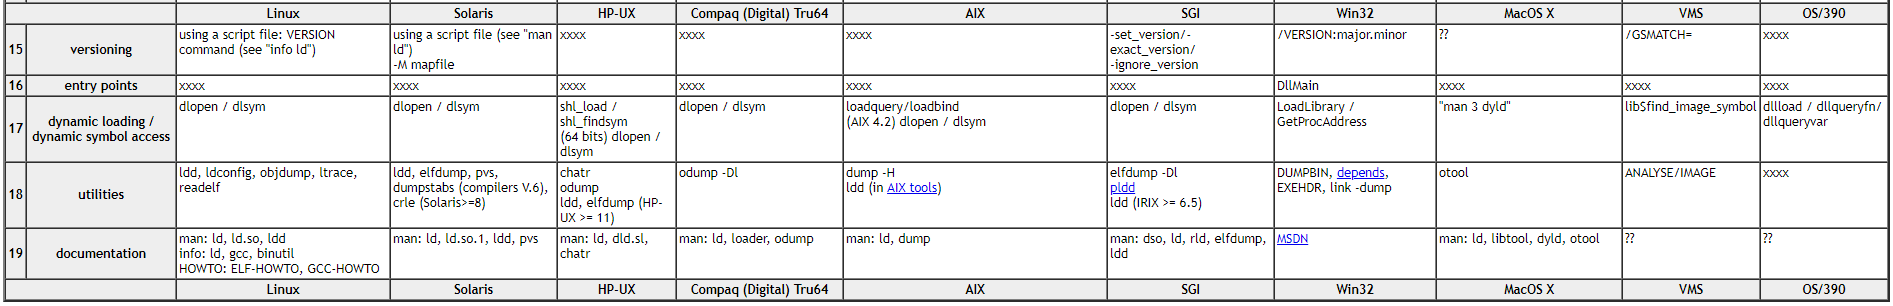 Linux Solaris HP-UX Compaq (Digital) Tru64 AIX SGI Win32 MacOS X VMS OS/390
15 versioning
using a script file: VERSION
command (see "info ld")
using a script file (see "man
ld")
-M mapfile
xxxx
xxxx
xxxx
-set_version/-
exact_version/
-ignore_version
/VERSION:major.minor
??
/GSMATCH=
xxxx
16 entry points
xxxx
xxxx
xxxx
xxxx
xxxx
xxxx
DllMain
xxxx
xxxx
xxxx
17 dynamic loading /
dynamic symbol access
dlopen / dlsym
dlopen / dlsym
shl_load /
shl_findsym
(64 bits) dlopen /
dlsym
dlopen / dlsym
loadquery/loadbind
(AIX 4.2) dlopen / dlsym
dlopen / dlsym
LoadLibrary /
GetProcAddress
"man 3 dyld"
lib$find_image_symbol
dllload / dllqueryfn/
dllqueryvar
18 utilities
ldd, ldconfig, objdump, ltrace,
readelf
ldd, elfdump, pvs,
dumpstabs (compilers V.6),
crle (Solaris>=8)
chatr
odump
ldd, elfdump (HP-
UX >= 11)
odump -Dl
dump -H
ldd (in AIX tools)
elfdump -Dl
pldd
ldd (IRIX >= 6.5)
DUMPBIN, depends,
EXEHDR, link -dump
otool
ANALYSE/IMAGE
xxxx
19 documentation
man: ld, ld.so, ldd
info: ld, gcc, binutil
HOWTO: ELF-HOWTO, GCC-HOWTO
man: ld, ld.so.1, ldd, pvs
man: ld, dld.sl,
chatr
man: ld, loader, odump
man: ld, dump
man: dso, ld, rld, elfdump,
ldd
MSDN
man: ld, libtool, dyld, otool
??
??
Linux Solaris HP-UX Compaq (Digital) Tru64 AIX SGI Win32 MacOS X VMS OS/390